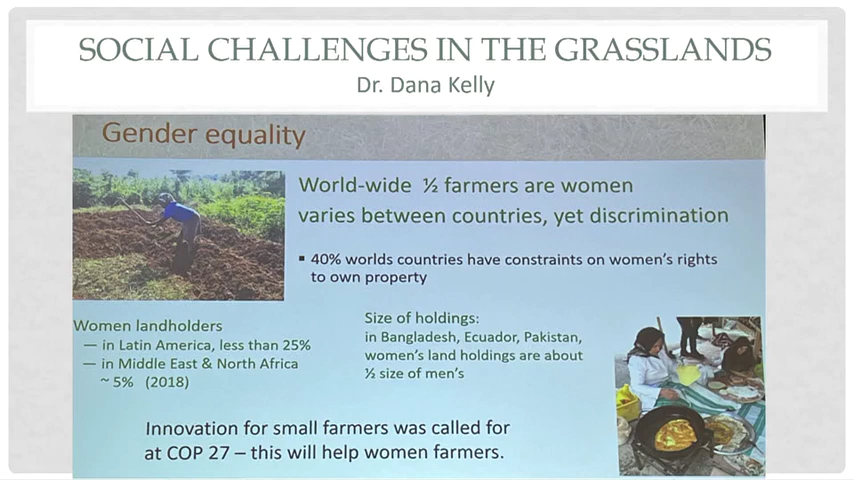 SOCIAL CHALLENGES IN THE GRASSLANDS
Dr. Dana Kelly
Gender equality
World-wide ½ farmers are women
varies between countries, yet discrimination
▪ 40% worlds countries have constraints on women's rights
to own property
Women landholders
— in Latin America, less than 25%
— in Middle East & North Africa
~ 5% (2018)
Size of holdings:
in Bangladesh, Ecuador, Pakistan,
women's land holdings are about
½ size of men's
Innovation for small farmers was called for
at COP 27 – this will help women farmers.